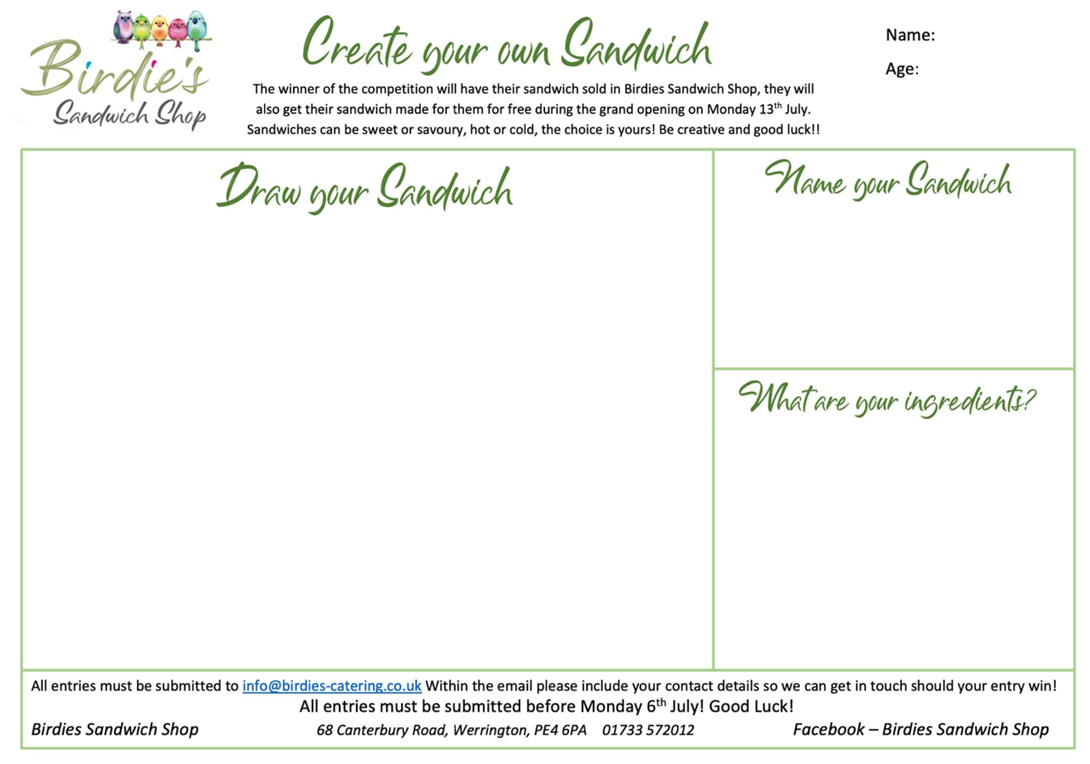 Birdie's
Sandwich Shop
Create your own Sandwich
The winner of the competition will have their sandwich sold in Birdies Sandwich Shop, they will
also get their sandwich made for them for free during the grand opening on Monday 13th July.
Sandwiches can be sweet or savoury, hot or cold, the choice is yours! Be creative and good luck!!
Name:
Age:
Draw your Sandwich
Name your Sandwich
What are your ingredients?
All entries must be submitted to info@birdies-catering.co.uk Within the email please include your contact details so we can get in touch should your entry win!
All entries must be submitted before Monday 6th July! Good Luck!
Birdies Sandwich Shop 68 Canterbury Road, Werrington, PE4 6PA 01733 572012 Facebook – Birdies Sandwich Shop